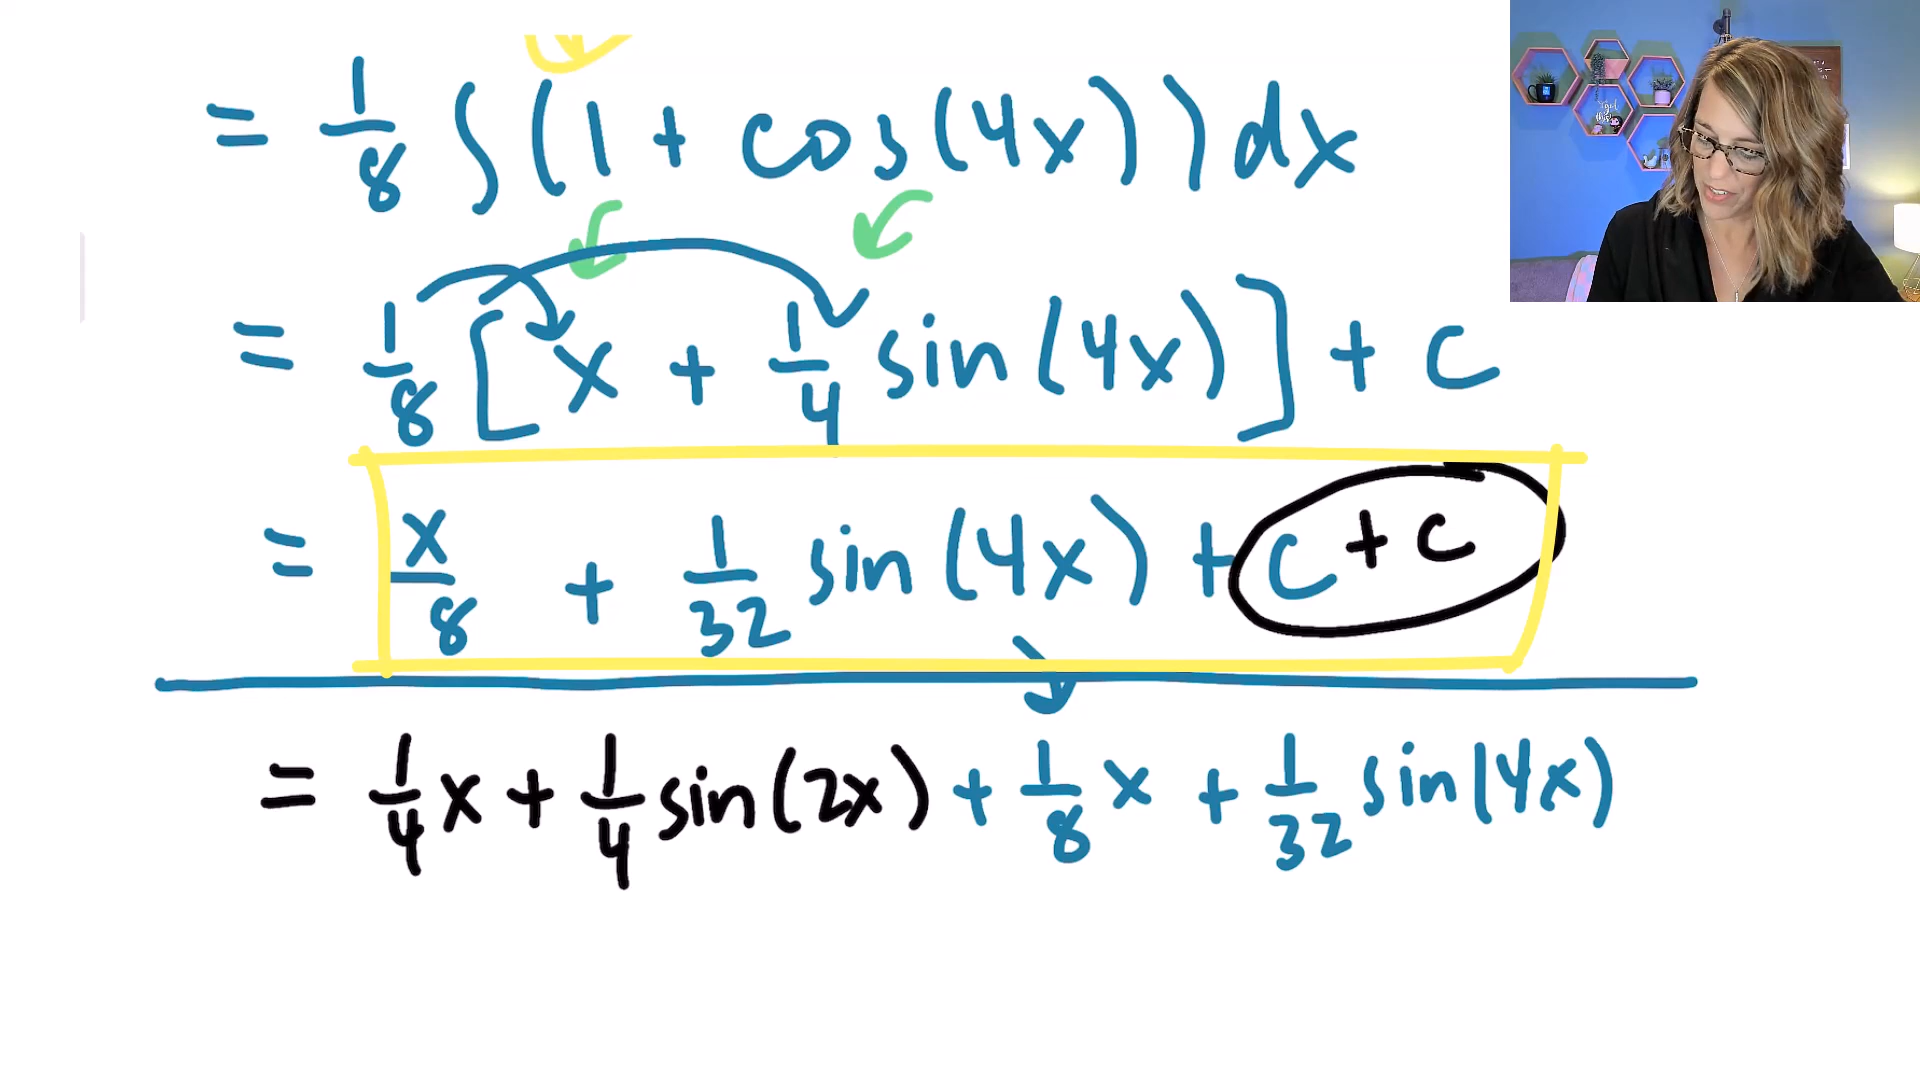 = 1/8 ∫ (1 + cos(4x)) dx
= 1/8 [x + 1/4 sin(4x)] + C
= x/8 + 1/32 sin(4x) + C + C
= 1/4 x + 1/4 sin(2x) + 1/8 x + 1/32 sin(4x)